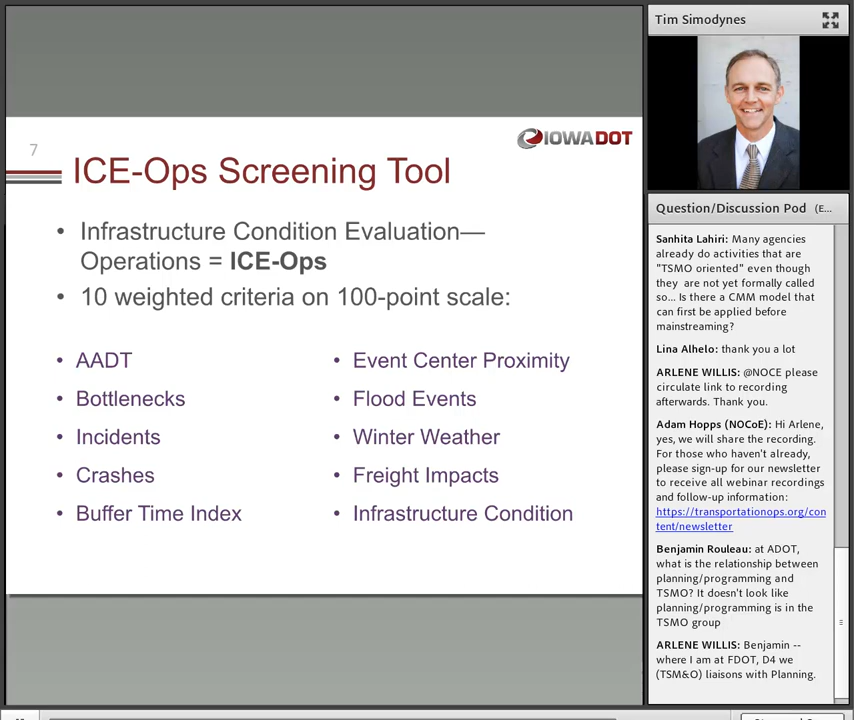 7
IOWADOT
ICE-Ops Screening Tool
• Infrastructure Condition Evaluation—
Operations = ICE-Ops
• 10 weighted criteria on 100-point scale:
• AADT
• Bottlenecks
• Incidents
• Crashes
• Buffer Time Index
• Event Center Proximity
• Flood Events
• Winter Weather
• Freight Impacts
• Infrastructure Condition
Tim Simodynes
Question/Discussion Pod (E...
Sanhita Lahiri: Many agencies
already do activities that are
"TSMO oriented" even though
they are not yet formally called
so... Is there a CMM model that
can first be applied before
mainstreaming?
Lina Alhelo: thank you a lot
ARLENE WILLIS: @NOCE please
circulate link to recording
afterwards. Thank you.
Adam Hopps (NOCoE): Hi Arlene,
yes, we will share the recording.
For those who haven't already,
please sign-up for our newsletter
to receive all webinar recordings
and follow-up information:
https://transportationops.org/con
tent/newsletter
Benjamin Rouleau: at ADOT,
what is the relationship between
planning/programming and
TSMO? It doesn't look like
planning/programming is in the
TSMO group
ARLENE WILLIS: Benjamin --
where I am at FDOT, D4 we
(TSM&O) liaisons with Planning.